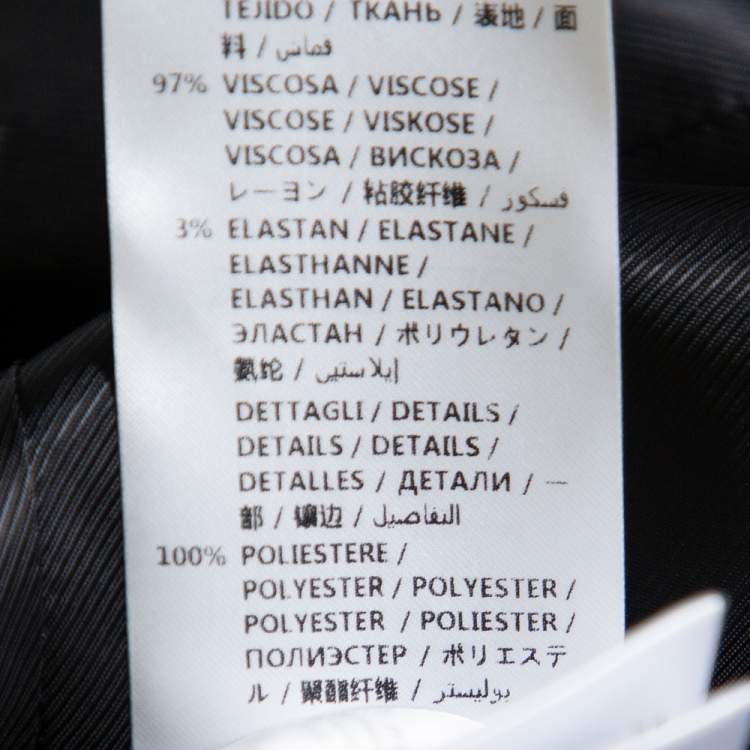 TEJIDO / ТКАНЬ / 表地 / 面
料 / قماش
97% VISCOSA / VISCOSE /
VISCOSE / VISKOSE /
VISCOSA / ВИСКОЗА /
レーヨン / 粘胶纤维 / فسكوز
3% ELASTAN / ELASTANE /
ELASTHANNE /
ELASTHAN / ELASTANO /
ЭЛАСТАН / ポリウレタン /
氨纶 / إيلاستين
DETTAGLI / DETAILS /
DETAILS / DETAILS /
DETALLES / ДЕТАЛИ / 一
部 / 镶边 / التفاصيل
100% POLIESTERE /
POLYESTER / POLYESTER /
POLYESTER / POLIESTER /
ПОЛИЭСТЕР / ポリエステ
ル / 聚酯纤维 / بوليستر